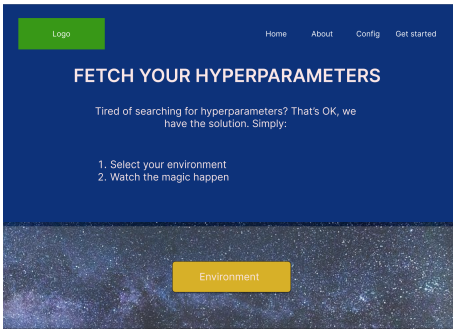 Logo
Home About Config Get started
FETCH YOUR HYPERPARAMETERS
Tired of searching for hyperparameters? That's OK, we
have the solution. Simply:
1. Select your environment
2. Watch the magic happen
Environment